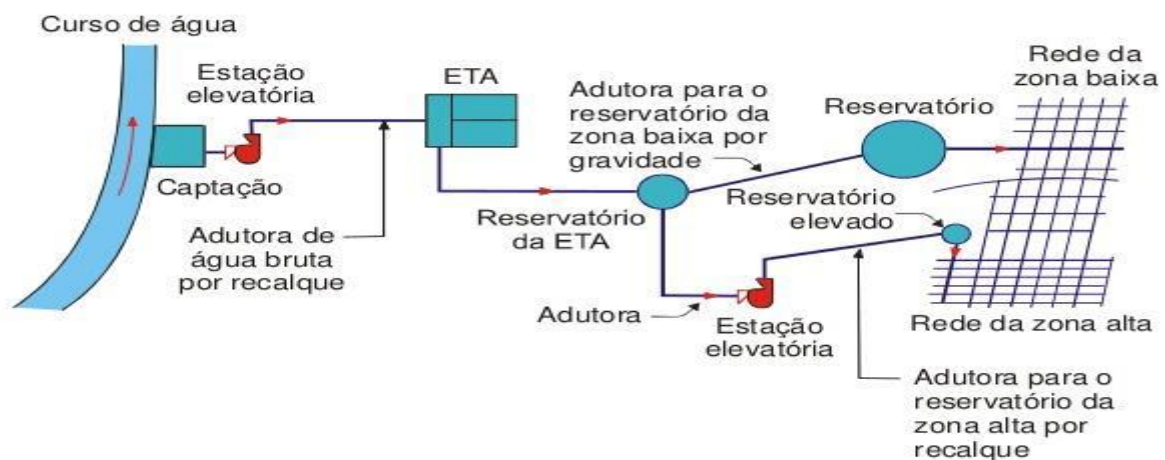 Curso de água
Estação
elevatória
Captação
Adutora de
água bruta
por recalque
ETA
Reservatório
da ETA
Adutora para o
reservatório da
zona baixa por
gravidade
Reservatório
Rede da
zona baixa
Reservatório
elevado
Adutora
Estação
elevatória
Rede da zona alta
Adutora para o
reservatório da
zona alta por
recalque